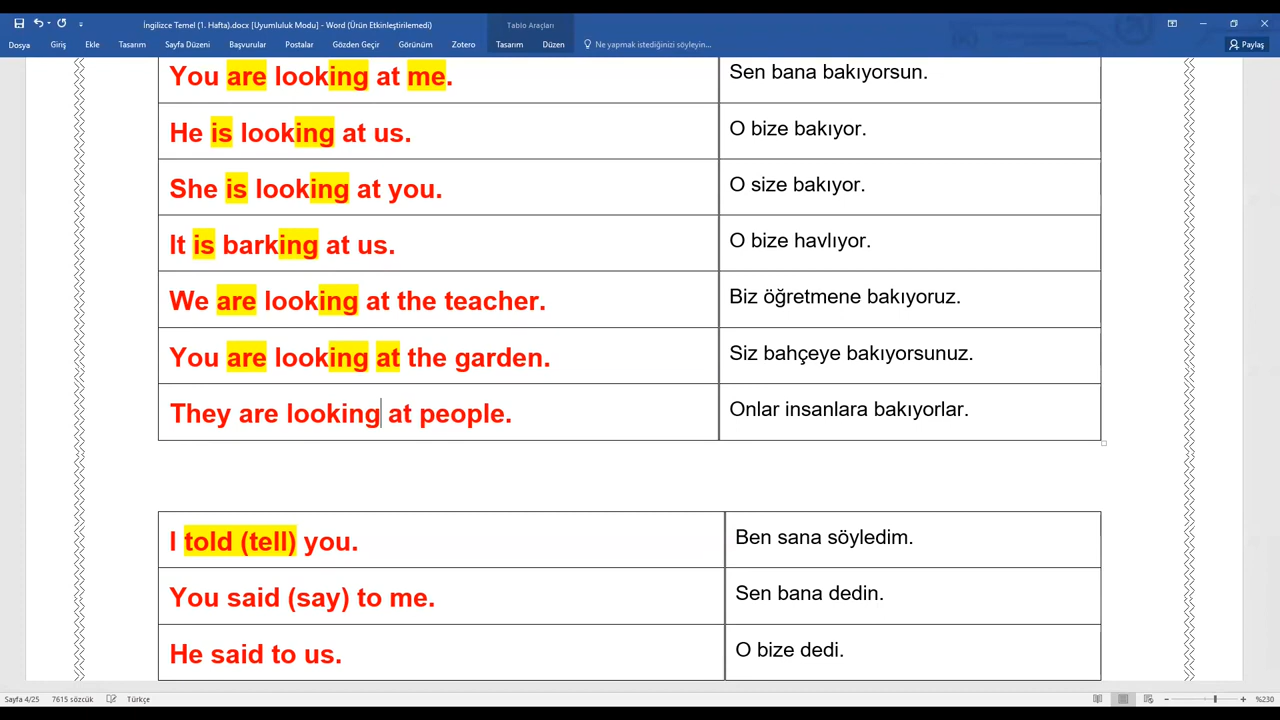 İngilizce Temel (1. Hafta).docx [Uyumluluk Modu] - Word (Ürün Etkinleştirilemedi)
Tablo Araçları
Dosya Giriş Ekle Tasarım Sayfa Düzeni Başvurular Postalar Gözden Geçir Görünüm Zotero Tasarım Düzen Ne yapmak istediğinizi söyleyin... Paylaş
You are looking at me. Sen bana bakıyorsun.
He is looking at us. O bize bakıyor.
She is looking at you. O size bakıyor.
It is barking at us. O bize havlıyor.
We are looking at the teacher. Biz öğretmene bakıyoruz.
You are looking at the garden. Siz bahçeye bakıyorsunuz.
They are looking at people. Onlar insanlara bakıyorlar.
I told (tell) you. Ben sana söyledim.
You said (say) to me. Sen bana dedin.
He said to us. O bize dedi.
Sayfa 4/25 7615 sözcük Türkçe %230